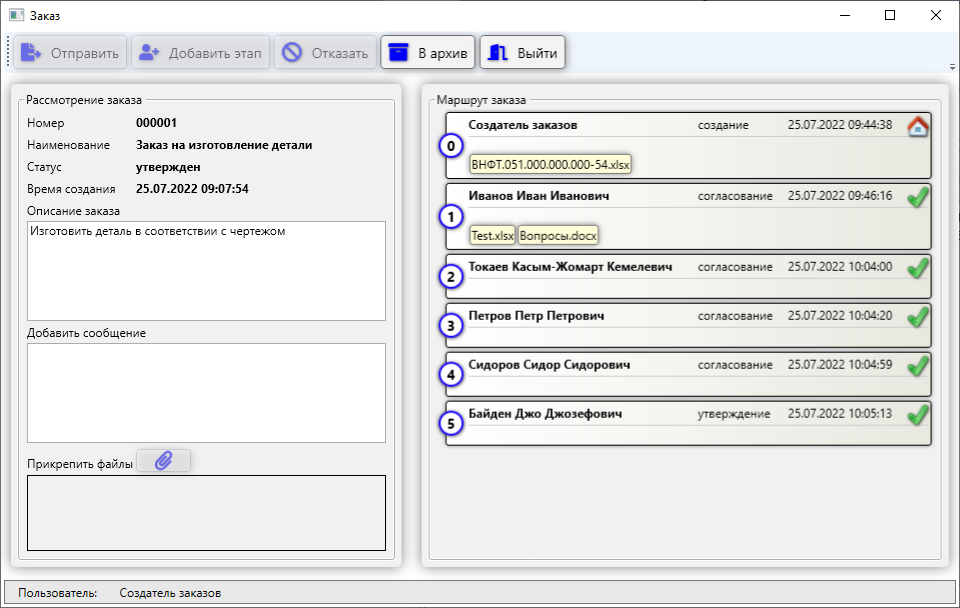 Заказ
Отправить Добавить этап Отказать В архив Выйти
Рассмотрение заказа
Номер 000001
Наименование Заказ на изготовление детали
Статус утвержден
Время создания 25.07.2022 09:07:54
Описание заказа
Изготовить деталь в соответствии с чертежом
Добавить сообщение
Прикрепить файлы
Маршрут заказа
0 Создатель заказов создание 25.07.2022 09:44:38
ВНФТ.051.000.000.000-54.xlsx
1 Иванов Иван Иванович согласование 25.07.2022 09:46:16
Test.xlsx Вопросы.docx
2 Токаев Касым-Жомарт Кемелевич согласование 25.07.2022 10:04:00
3 Петров Петр Петрович согласование 25.07.2022 10:04:20
4 Сидоров Сидор Сидорович согласование 25.07.2022 10:04:59
5 Байден Джо Джозефович утверждение 25.07.2022 10:05:13
Пользователь: Создатель заказов